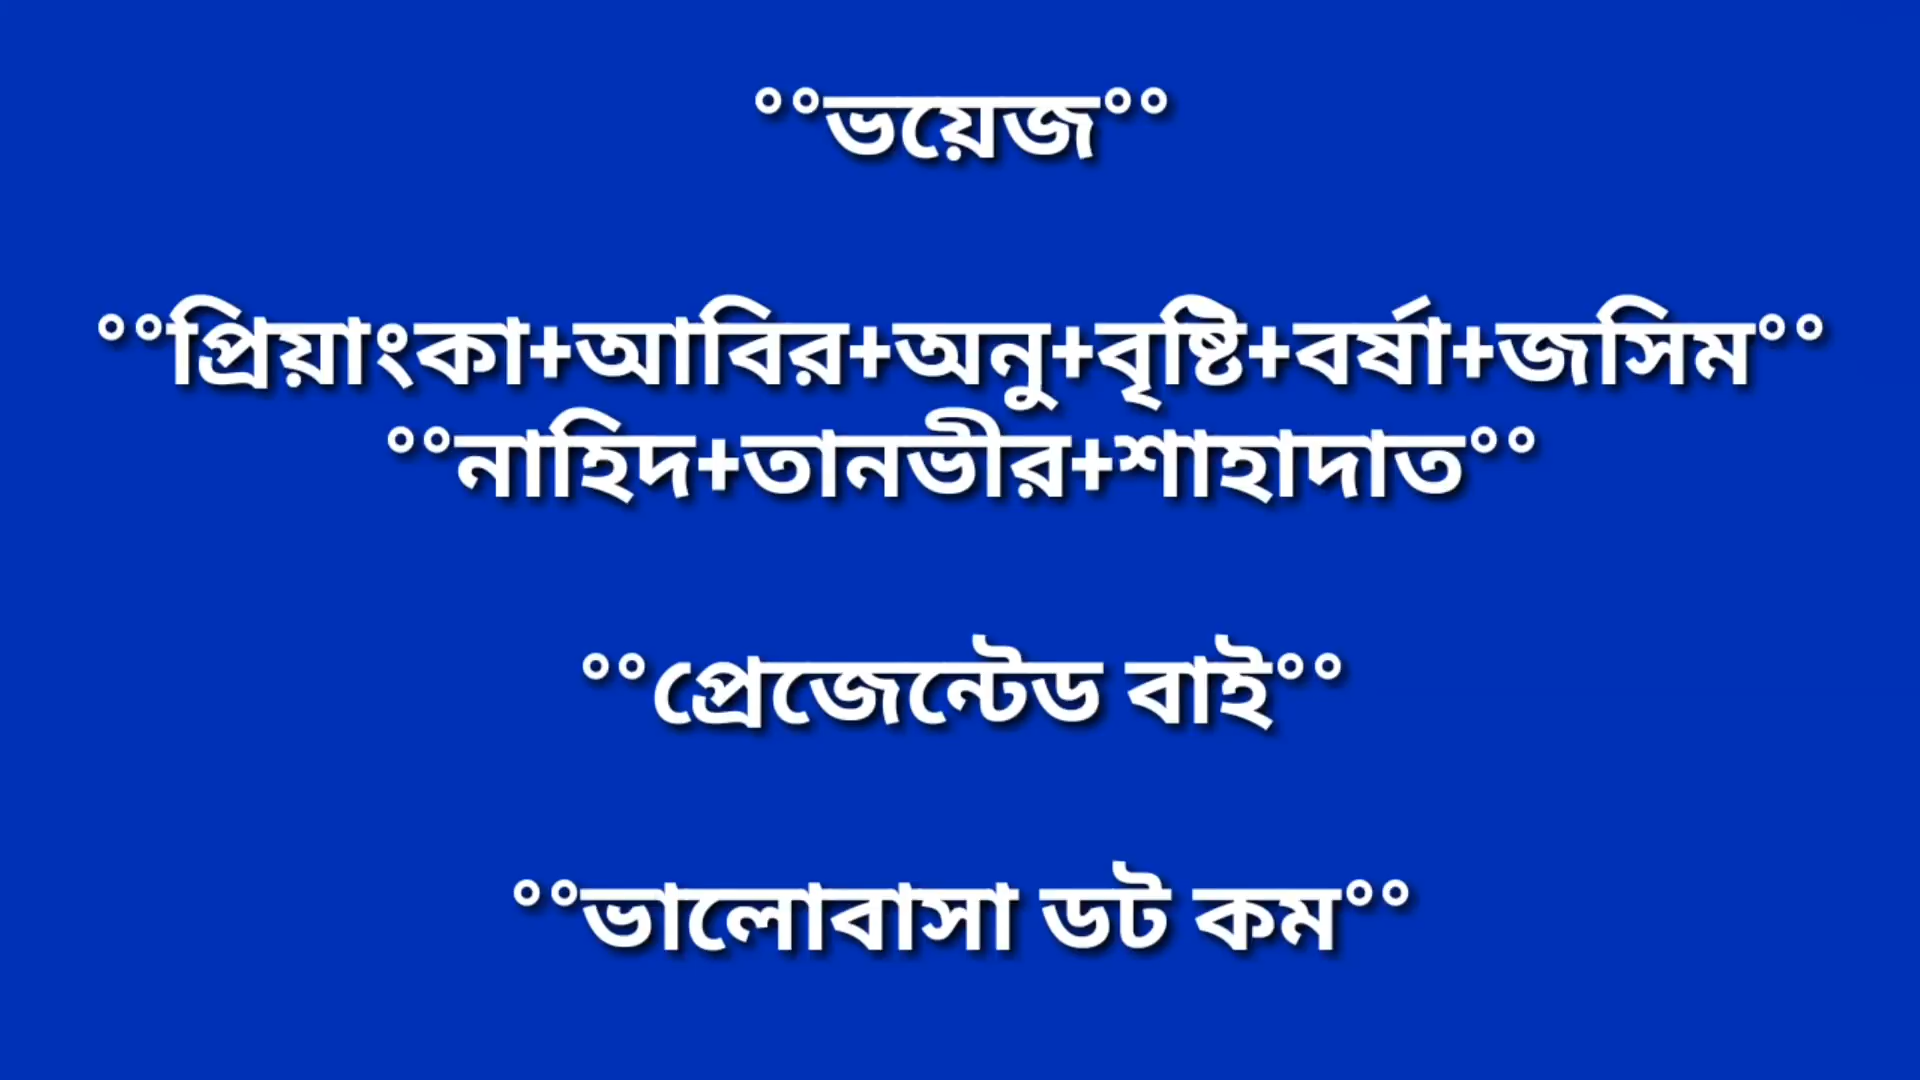 °°ভয়েজ°°
°°প্রিয়াংকা+আবির+অনু+বৃষ্টি+বর্ষা+জসিম°°
°°নাহিদ+তানভীর+শাহাদাত°°
°°প্রেজেন্টেড বাই°°
°°ভালোবাসা ডট কম°°